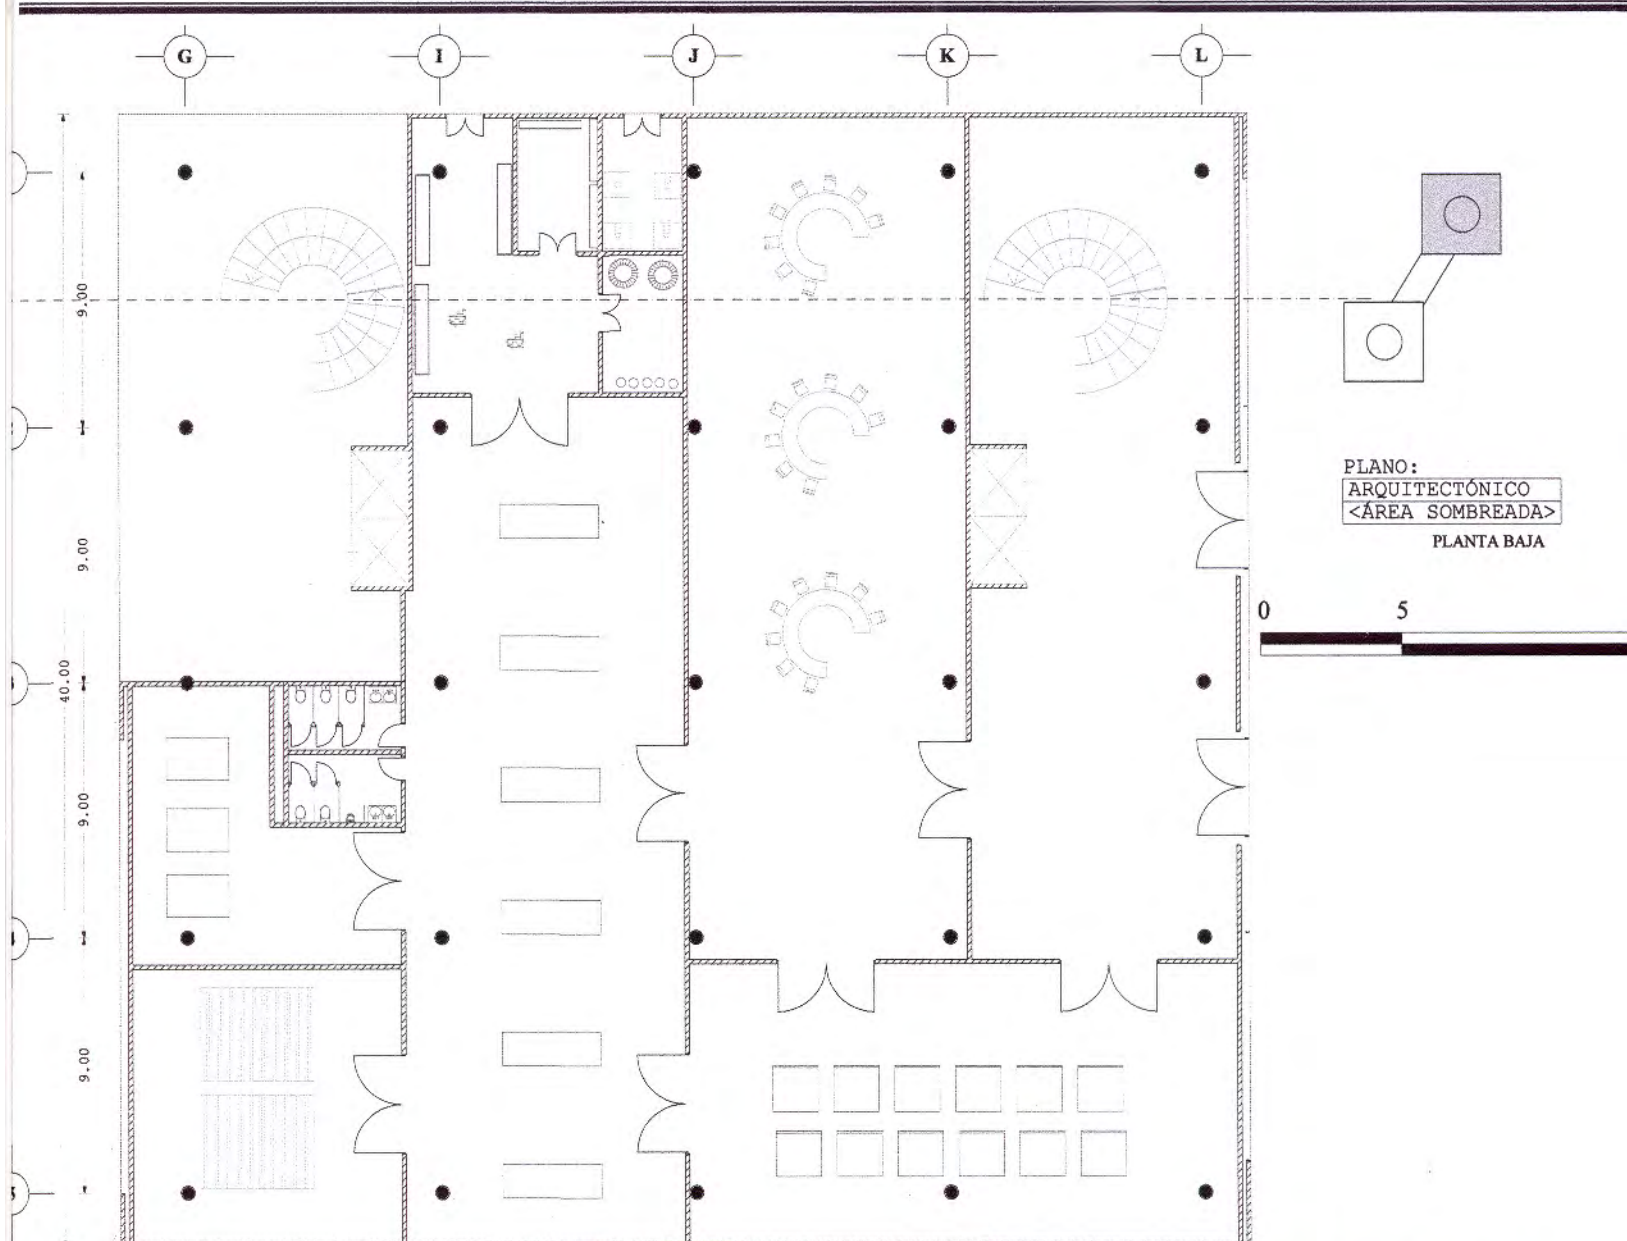 G I J K L
9.00
9.00
40.00
9.00
9.00
PLANO:
ARQUITECTÓNICO
<ÁREA SOMBREADA>
PLANTA BAJA
0 5